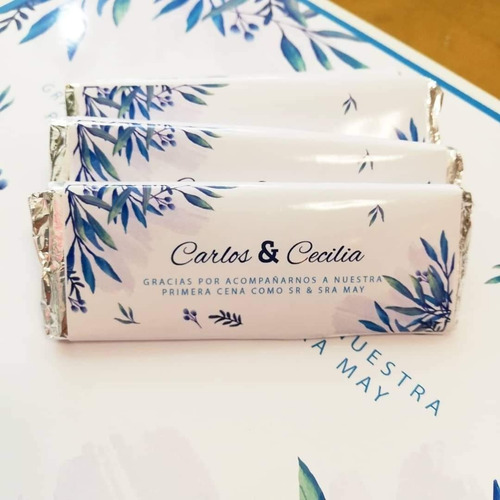 Carlos & Cecilia
GRACIAS POR ACOMPAÑARNOS A NUESTRA
PRIMERA CENA COMO SR & SRA MAY
NUESTRA
MAY